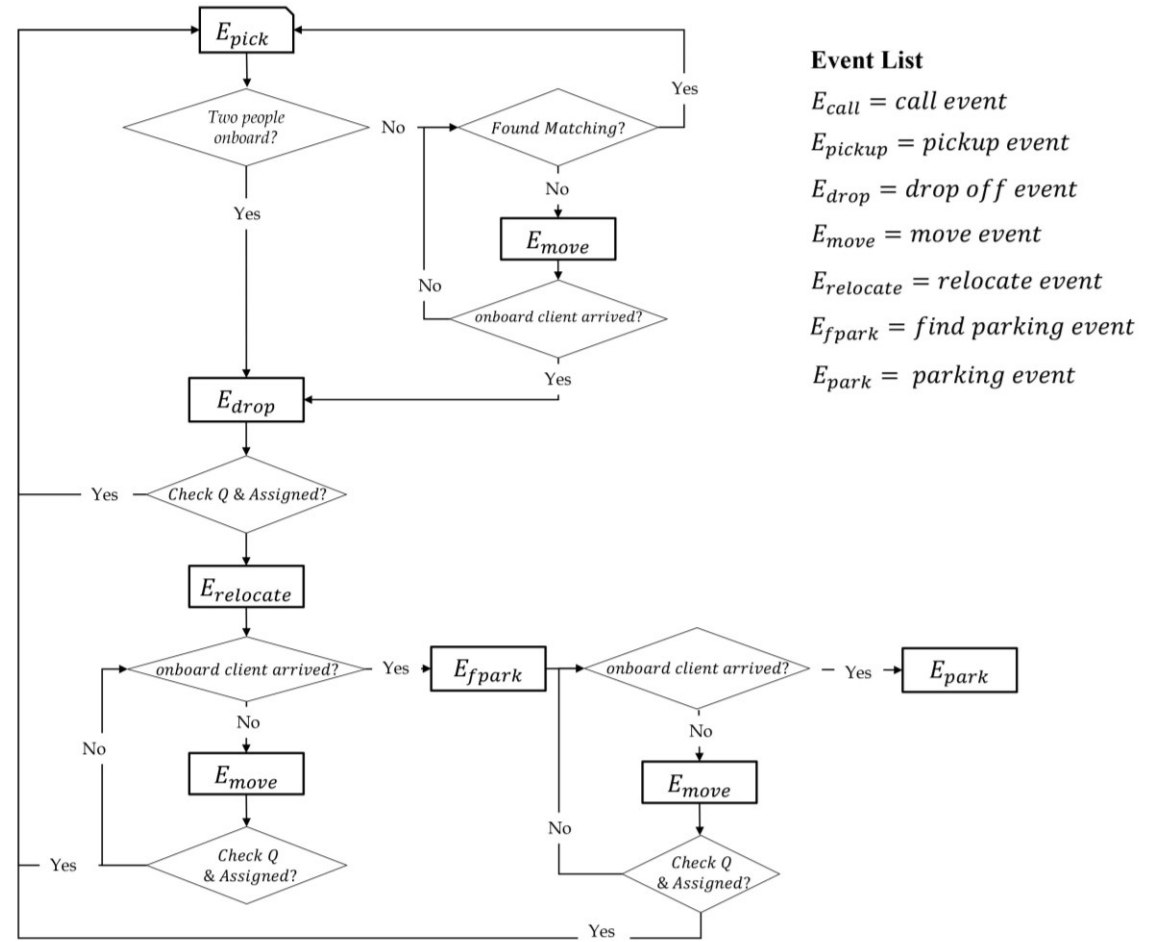 E_pick
Two people
onboard?
No
Found Matching?
Yes
No
Yes
E_move
No
onboard client arrived?
Yes
E_drop
Yes
Check Q & Assigned?
E_relocate
onboard client arrived?
Yes
E_fpark
onboard client arrived?
Yes
E_park
No
No
E_move
Check Q
& Assigned?
Yes
No
E_move
No
Check Q
& Assigned?
Yes
Event List
E_call = call event
E_pickup = pickup event
E_drop = drop off event
E_move = move event
E_relocate = relocate event
E_fpark = find parking event
E_park = parking event